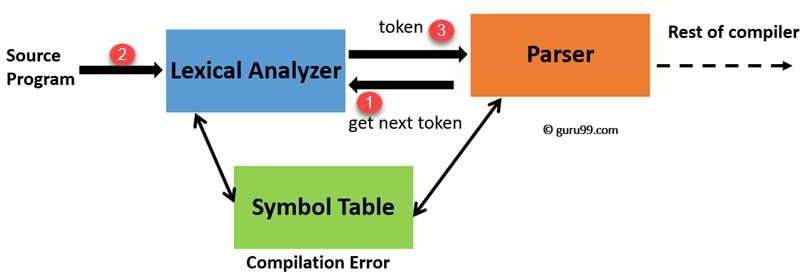 Source
Program
2
Lexical Analyzer
token 3
1
get next token
Parser
Rest of compiler
© guru99.com
Symbol Table
Compilation Error